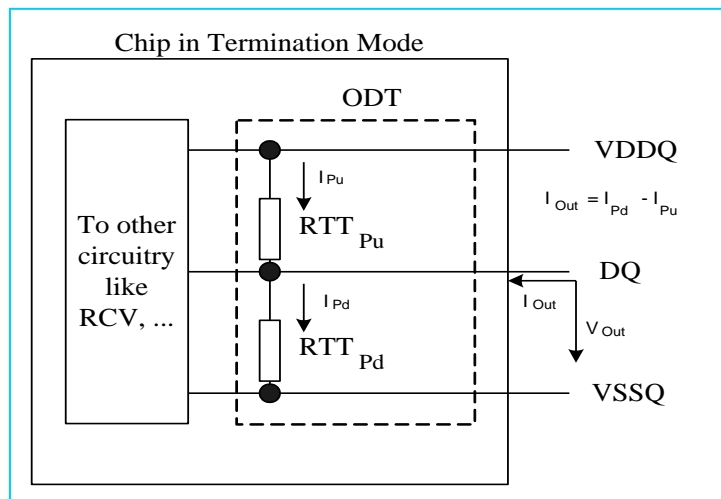 Chip in Termination Mode
ODT
VDDQ
I Pu
I Out = I Pd - I Pu
RTT Pu
To other
circuitry
like
RCV, ...
DQ
I Pd
I Out
V Out
RTT Pd
VSSQ